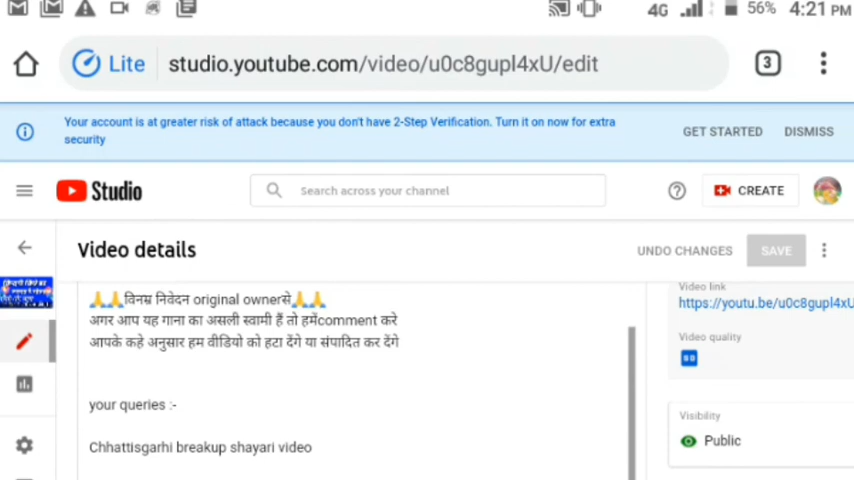 4G 56% 4:21 PM
Lite studio.youtube.com/video/u0c8gupl4xU/edit 3
Your account is at greater risk of attack because you don't have 2-Step Verification. Turn it on now for extra
security
GET STARTED DISMISS
Studio
Search across your channel
CREATE
Video details
UNDO CHANGES SAVE
🙏🙏विनम्र निवेदन original ownerसे🙏🙏
अगर आप यह गाना का असली स्वामी हैं तो हमेंcomment करे
आपके कहे अनुसार हम वीडियो को हटा देंगे या संपादित कर देंगे
your queries :-
Chhattisgarhi breakup shayari video
Video link
https://youtu.be/u0c8gupl4xU
Video quality
SD
Visibility
Public